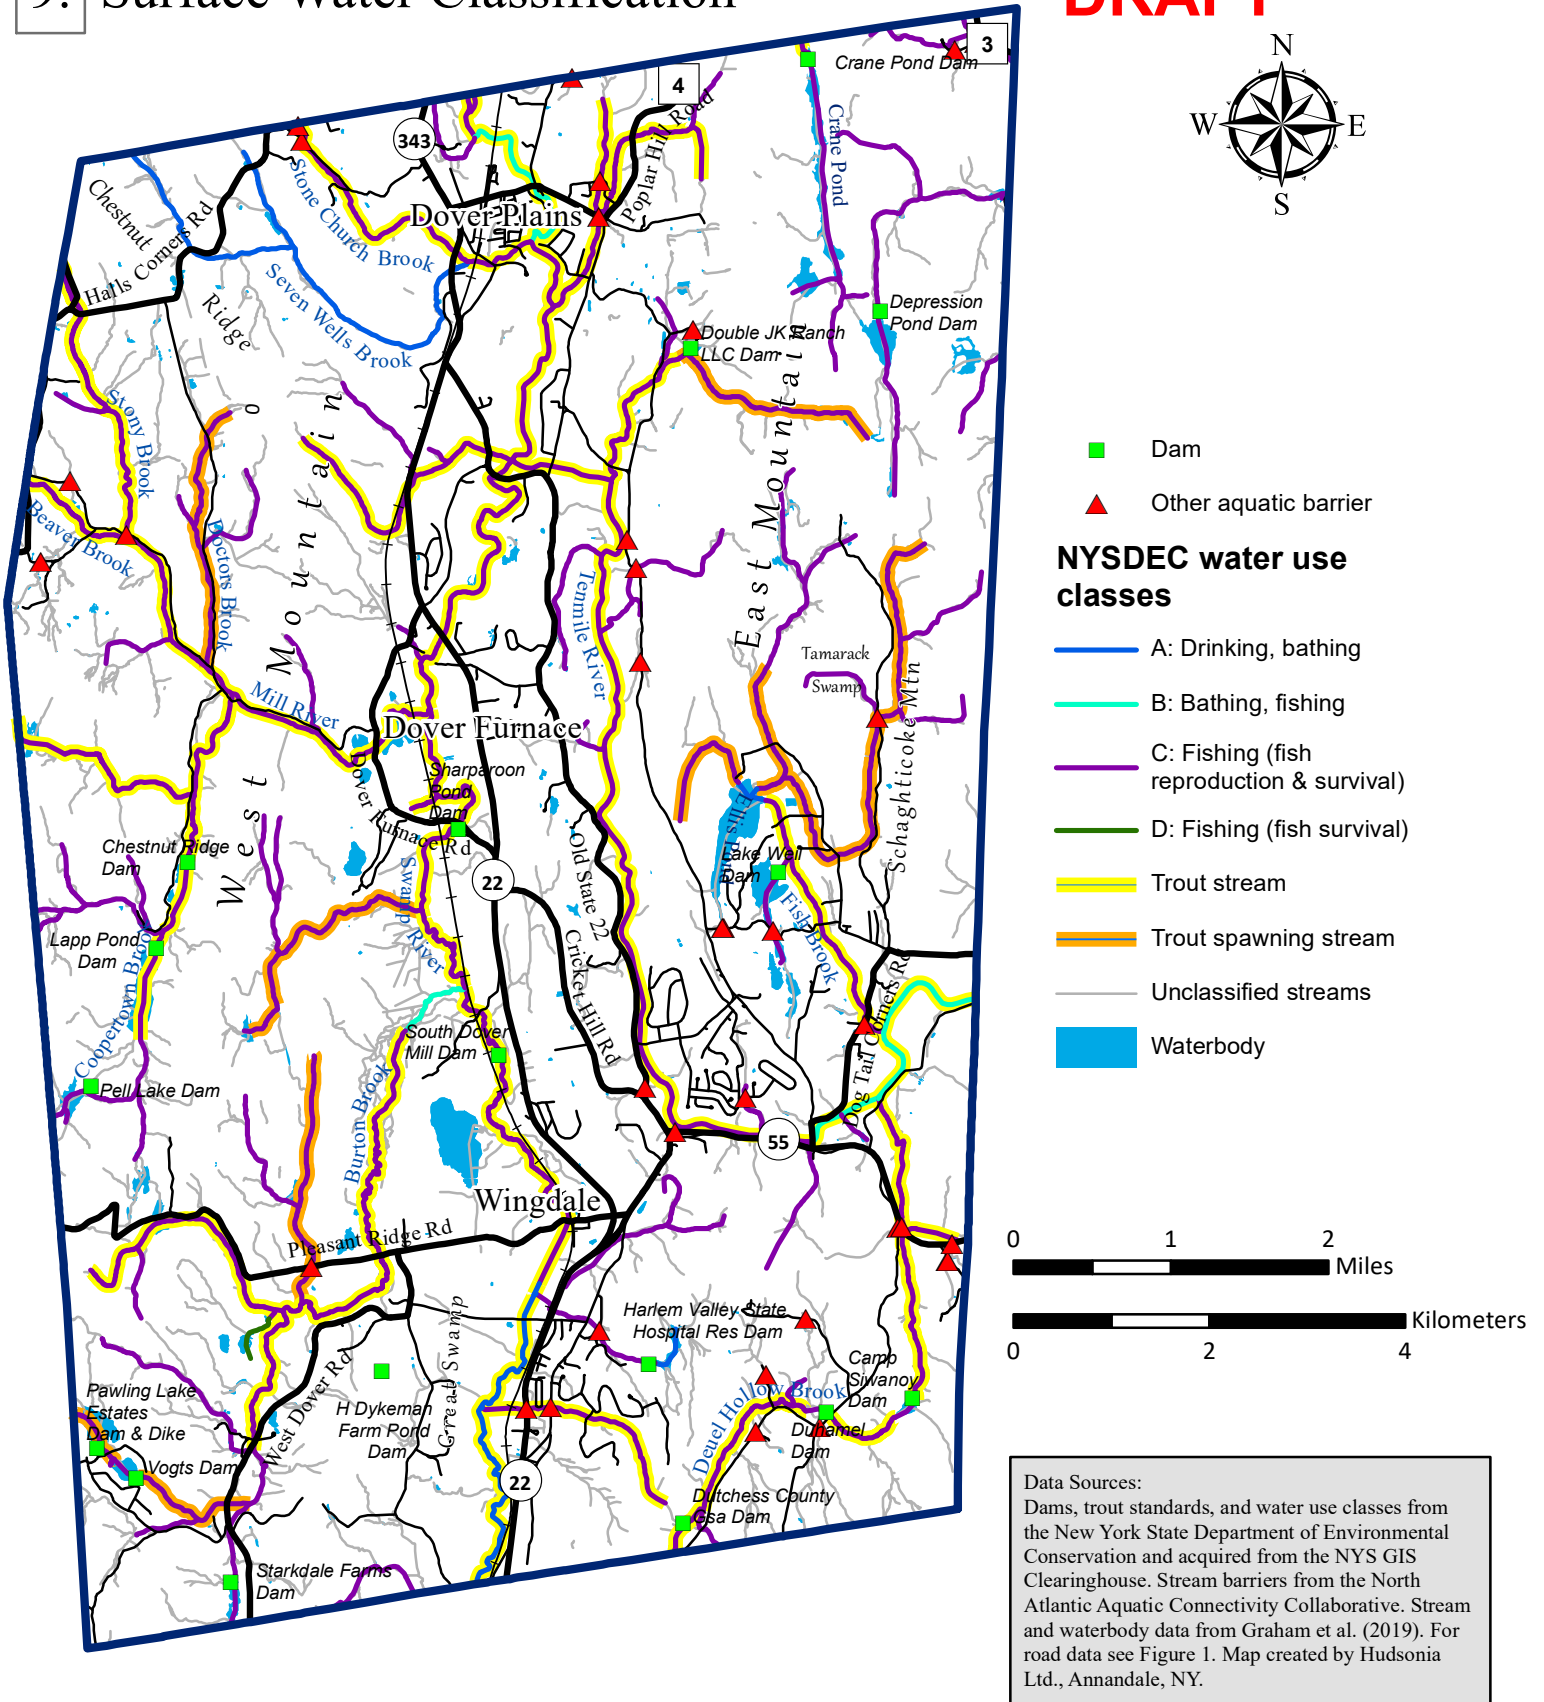 9. Surface Water Classification
DRAFT
3
Crane Pond Dam
4
N
W
E
S
343
Poplar Hill Road
Crane Pond
Chestnut
Ridge
Halls Corners Rd
Stone Church Brook
Dover Plains
Seven Wells Brook
Depression
Pond Dam
Double JK Ranch
LLC Dam
Stony Brook
Beaver Brook
Doctors Brook
West Mountain
East Mountain
Tenmile River
Tamarack
Swamp
Schaghticoke Mtn
Mill River
Dover Furnace
Sharparoon
Pond
Dam
Dover Furnace Rd
Chestnut Ridge
Dam
Swamp River
22
Old State 22
Ellis Pond
Lake Weil
Dam
Fish Brook
Lapp Pond
Dam
Coopertown Brook
Cricket Hill Rd
South Dover
Mill Dam
Pell Lake Dam
Burton Brook
Dog Tail Corners Rd
55
Wingdale
Pleasant Ridge Rd
Great Swamp
Harlem Valley State
Hospital Res Dam
Camp
Siwanoy
Dam
Pawling Lake
Estates
Dam & Dike
West Dover Rd
H Dykeman
Farm Pond
Dam
Deuel Hollow Brook
Duhamel
Dam
Vogts Dam
22
Dutchess County
Gsa Dam
Starkdale Farms
Dam
Dam
Other aquatic barrier
NYSDEC water use
classes
A: Drinking, bathing
B: Bathing, fishing
C: Fishing (fish
reproduction & survival)
D: Fishing (fish survival)
Trout stream
Trout spawning stream
Unclassified streams
Waterbody
0 1 2
Miles
Kilometers
0 2 4
Data Sources:
Dams, trout standards, and water use classes from
the New York State Department of Environmental
Conservation and acquired from the NYS GIS
Clearinghouse. Stream barriers from the North
Atlantic Aquatic Connectivity Collaborative. Stream
and waterbody data from Graham et al. (2019). For
road data see Figure 1. Map created by Hudsonia
Ltd., Annandale, NY.